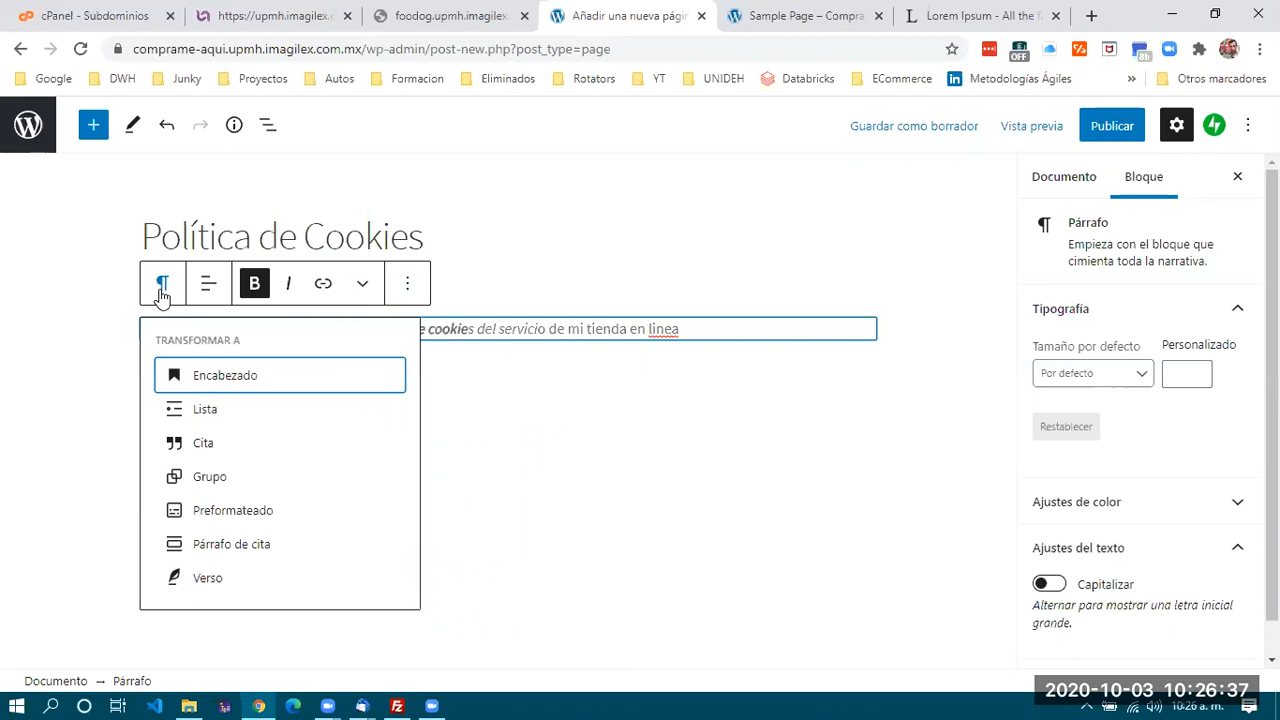 cPanel - Subdominios
https://upmh.imagilex.com
focdog.upmh.imagilex.com
Añadir una nueva págin
Sample Page – Compra
Lorem Ipsum - All the f
comprame-aqui.upmh.imagilex.com.mx/wp-admin/post-new.php?post_type=page
OFF
8h
Google
DWH
Junky
Proyectos
Autos
Formacion
Eliminados
Rotators
YT
UNIDEH
Databricks
ECommerce
Metodologías Ágiles
»
Otros marcadores
Guardar como borrador
Vista previa
Publicar
Documento
Bloque
Política de Cookies
Párrafo
Empieza con el bloque que
cimienta toda la narrativa.
B I
e cookies del servicio de mi tienda en linea
TRANSFORMAR A
Encabezado
Lista
Cita
Grupo
Preformateado
Párrafo de cita
Verso
Tipografía
Tamaño por defecto
Personalizado
Por defecto
Restablecer
Ajustes de color
Ajustes del texto
Capitalizar
Alternar para mostrar una letra inicial
grande.
Documento → Párrafo
2020-10-03 10:26:37
10:26 a. m.